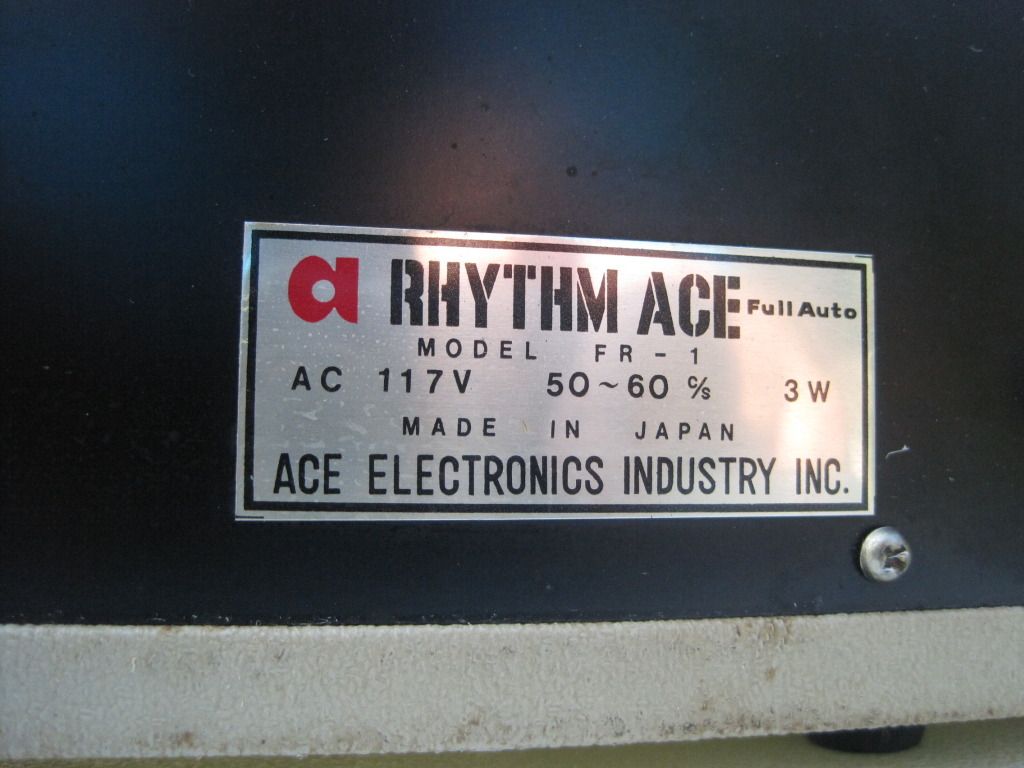 a RHYTHM ACE Full Auto
MODEL FR-1
AC 117V 50~60 c/s 3W
MADE IN JAPAN
ACE ELECTRONICS INDUSTRY INC.